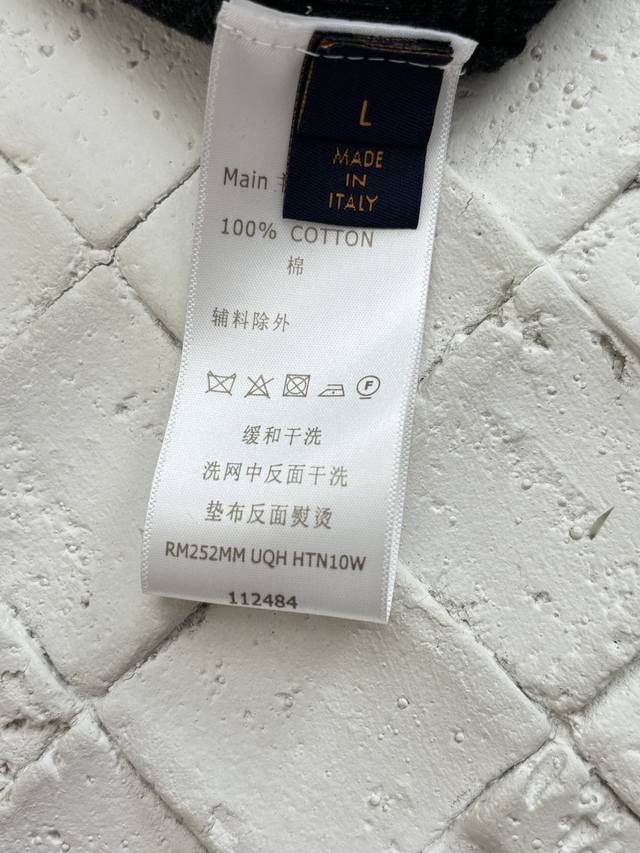 L
MADE
IN
ITALY
Main
100% COTTON
棉
辅料除外
F
缓和干洗
洗网中反面干洗
垫布反面熨烫
RM252MM UQH HTN10W
112484